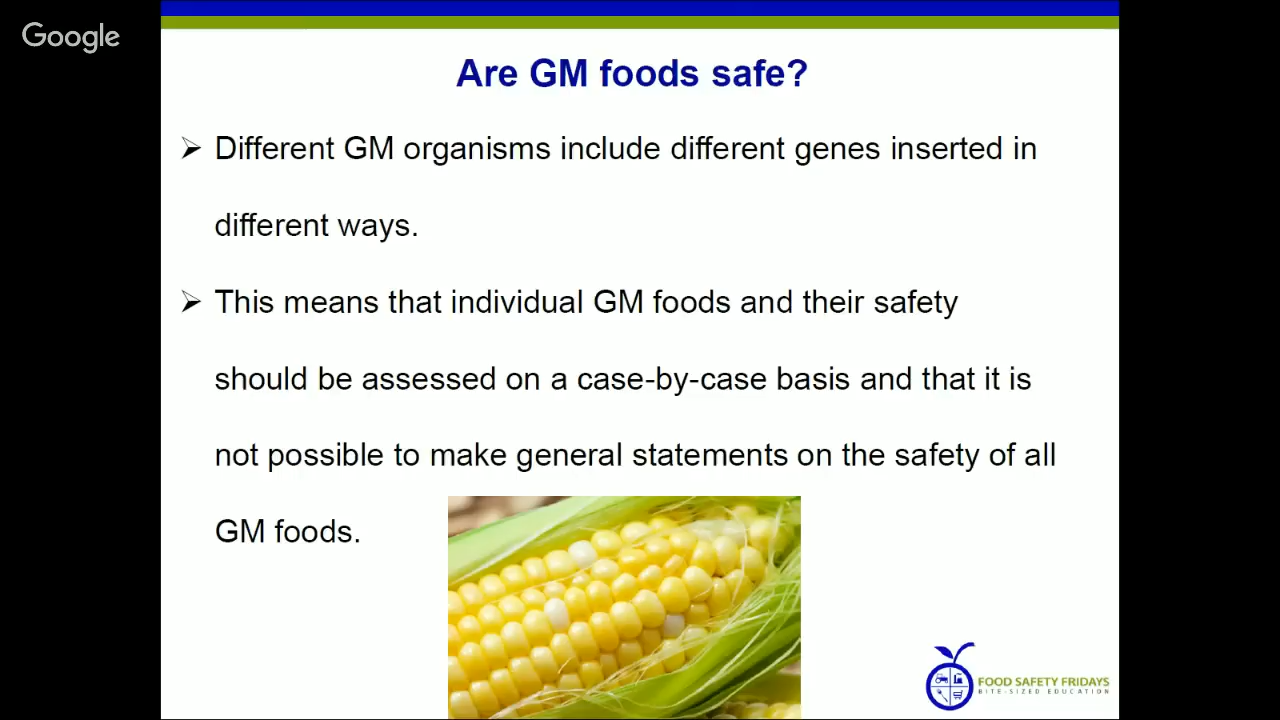 Google
Are GM foods safe?
➢ Different GM organisms include different genes inserted in
different ways.
➢ This means that individual GM foods and their safety
should be assessed on a case-by-case basis and that it is
not possible to make general statements on the safety of all
GM foods.
FOOD SAFETY FRIDAYS
BITE-SIZED EDUCATION